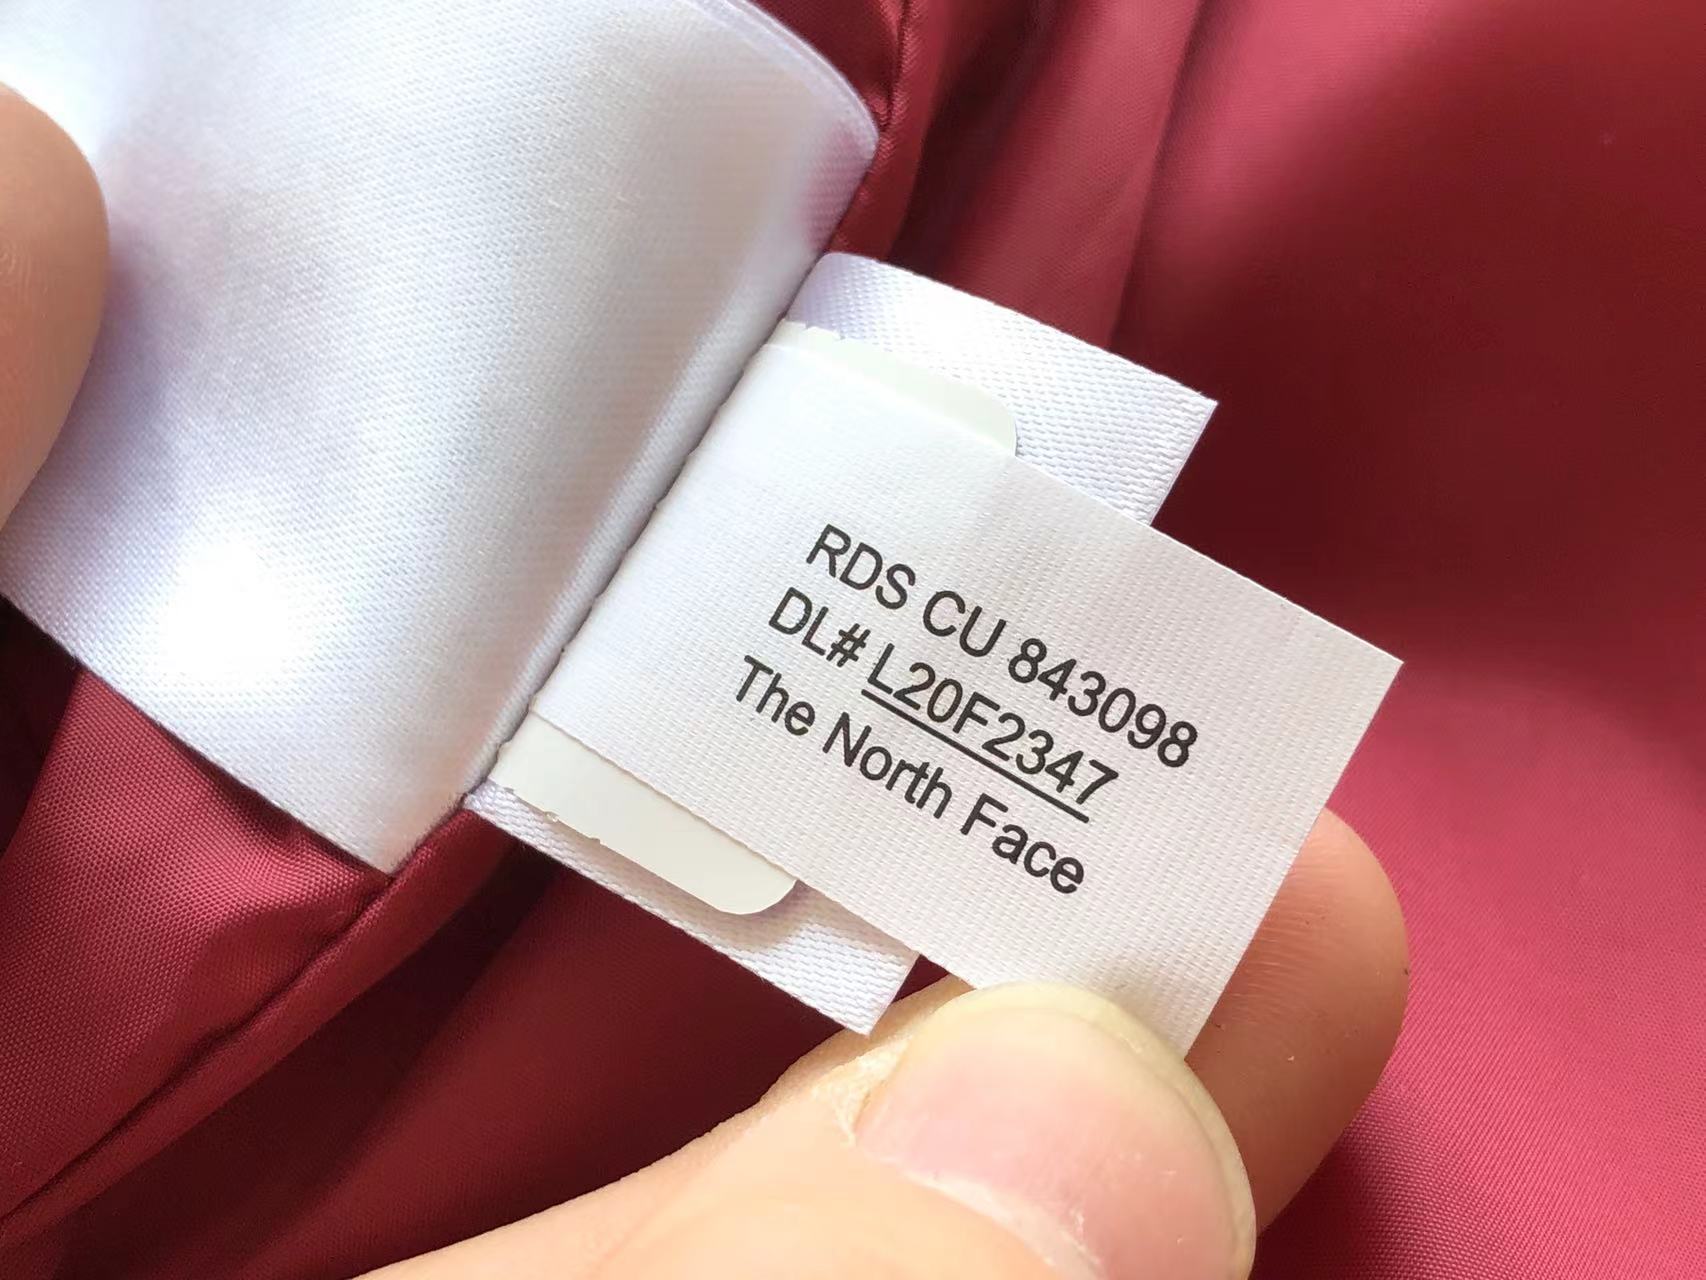 RDS CU 843098
DL# L20F2347
The North Face